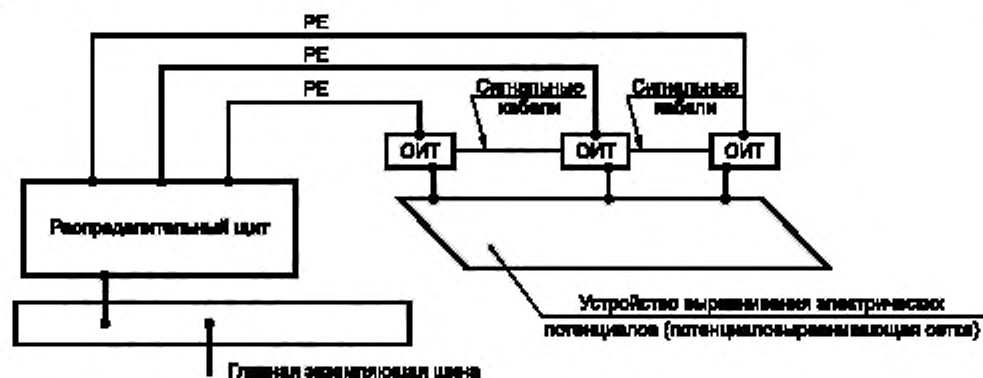 PE
PE
PE
Сигнальные
кабели
Сигнальные
кабели
ОИТ
ОИТ
ОИТ
Распределительный щит
Устройство выравнивания электрических
потенциалов (потенциаловыравнивающая сетка)
Главная заземляющая шина